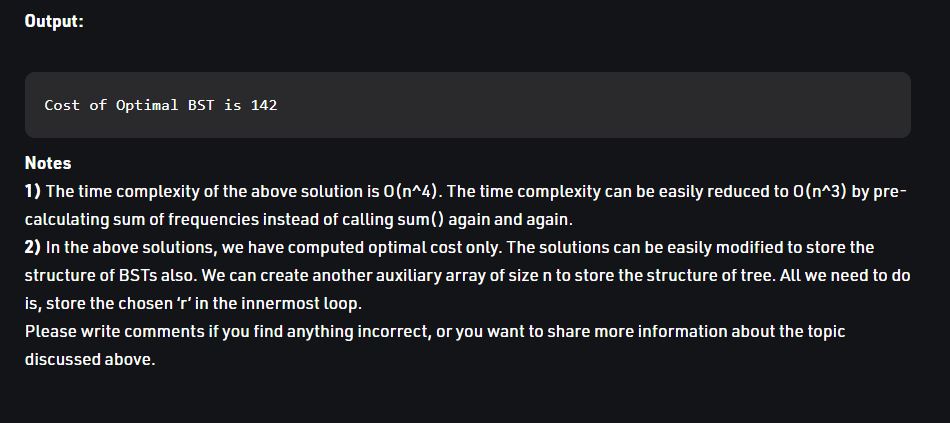 Output:
Cost of Optimal BST is 142
Notes
1) The time complexity of the above solution is O(n^4). The time complexity can be easily reduced to O(n^3) by pre-
calculating sum of frequencies instead of calling sum() again and again.
2) In the above solutions, we have computed optimal cost only. The solutions can be easily modified to store the
structure of BSTs also. We can create another auxiliary array of size n to store the structure of tree. All we need to do
is, store the chosen ‘r’ in the innermost loop.
Please write comments if you find anything incorrect, or you want to share more information about the topic
discussed above.